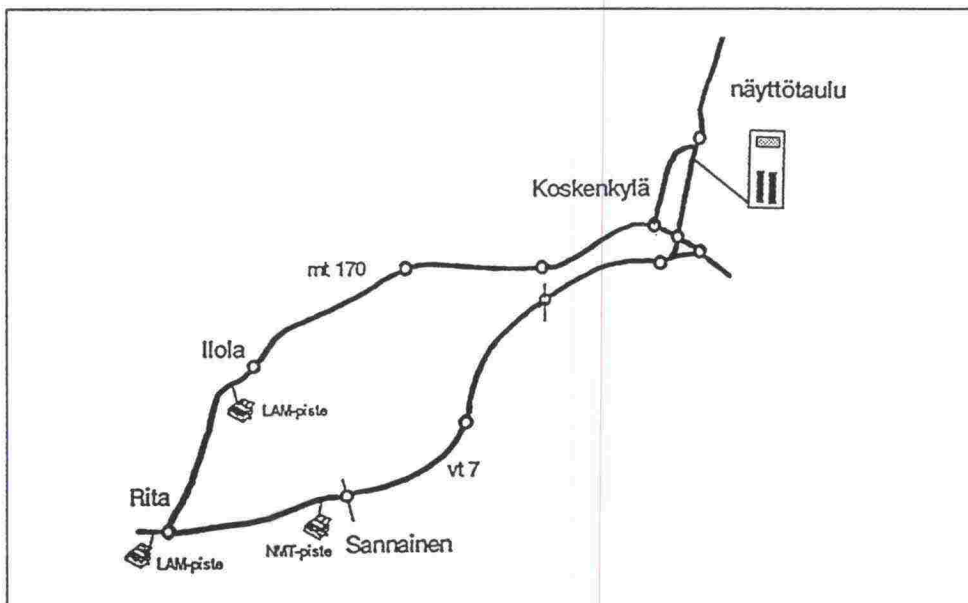 näyttötaulu
Koskenkylä
mt 170
Ilola
LAM-piste
vt 7
Rita
LAM-piste
NMT-piste
Sannainen